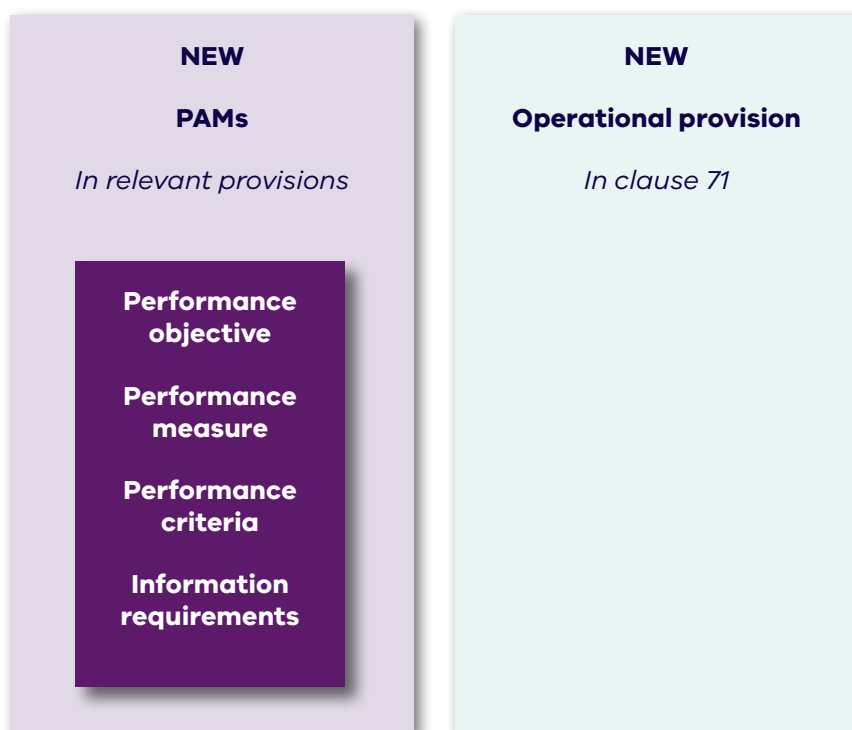 NEW
PAMs
In relevant provisions
Performance
objective
Performance
measure
Performance
criteria
Information
requirements
NEW
Operational provision
In clause 71